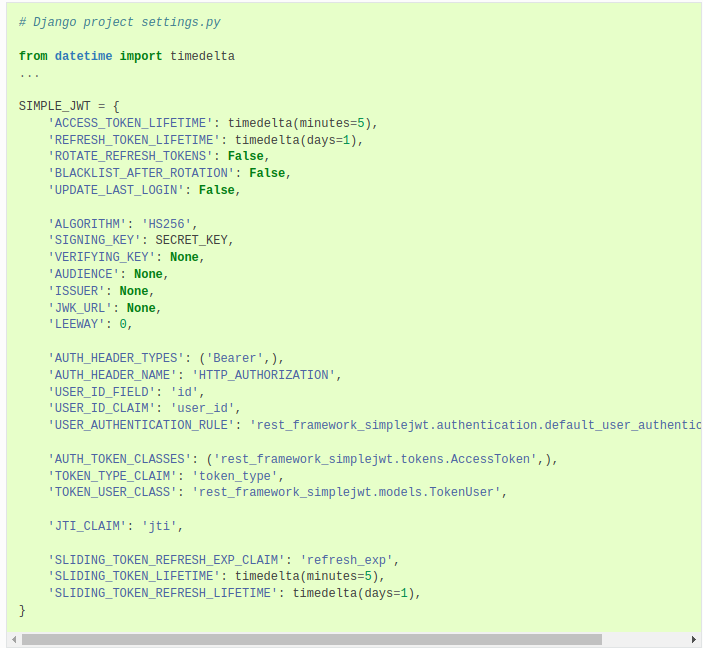 # Django project settings.py
from datetime import timedelta
...
SIMPLE_JWT = {
    'ACCESS_TOKEN_LIFETIME': timedelta(minutes=5),
    'REFRESH_TOKEN_LIFETIME': timedelta(days=1),
    'ROTATE_REFRESH_TOKENS': False,
    'BLACKLIST_AFTER_ROTATION': False,
    'UPDATE_LAST_LOGIN': False,
    'ALGORITHM': 'HS256',
    'SIGNING_KEY': SECRET_KEY,
    'VERIFYING_KEY': None,
    'AUDIENCE': None,
    'ISSUER': None,
    'JWK_URL': None,
    'LEEWAY': 0,
    'AUTH_HEADER_TYPES': ('Bearer',),
    'AUTH_HEADER_NAME': 'HTTP_AUTHORIZATION',
    'USER_ID_FIELD': 'id',
    'USER_ID_CLAIM': 'user_id',
    'USER_AUTHENTICATION_RULE': 'rest_framework_simplejwt.authentication.default_user_authentic
    'AUTH_TOKEN_CLASSES': ('rest_framework_simplejwt.tokens.AccessToken',),
    'TOKEN_TYPE_CLAIM': 'token_type',
    'TOKEN_USER_CLASS': 'rest_framework_simplejwt.models.TokenUser',
    'JTI_CLAIM': 'jti',
    'SLIDING_TOKEN_REFRESH_EXP_CLAIM': 'refresh_exp',
    'SLIDING_TOKEN_LIFETIME': timedelta(minutes=5),
    'SLIDING_TOKEN_REFRESH_LIFETIME': timedelta(days=1),
}